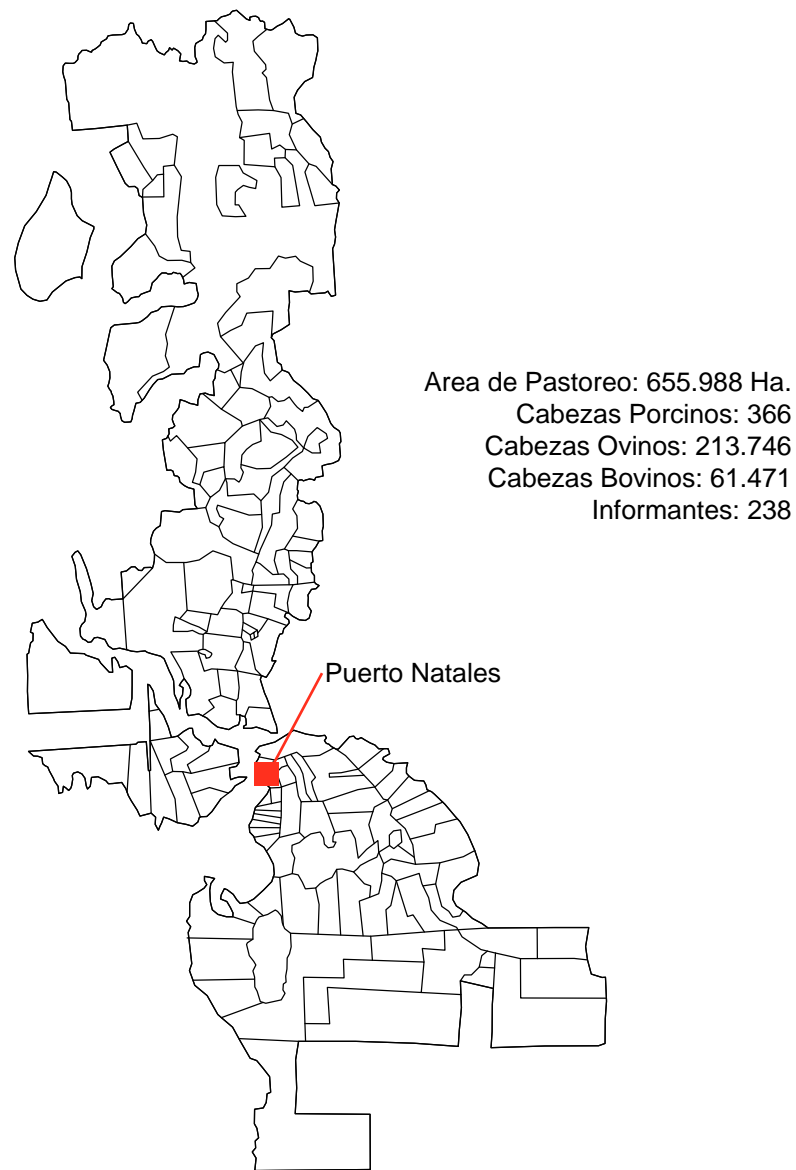 Area de Pastoreo: 655.988 Ha.
Cabezas Porcinos: 366
Cabezas Ovinos: 213.746
Cabezas Bovinos: 61.471
Informantes: 238
Puerto Natales